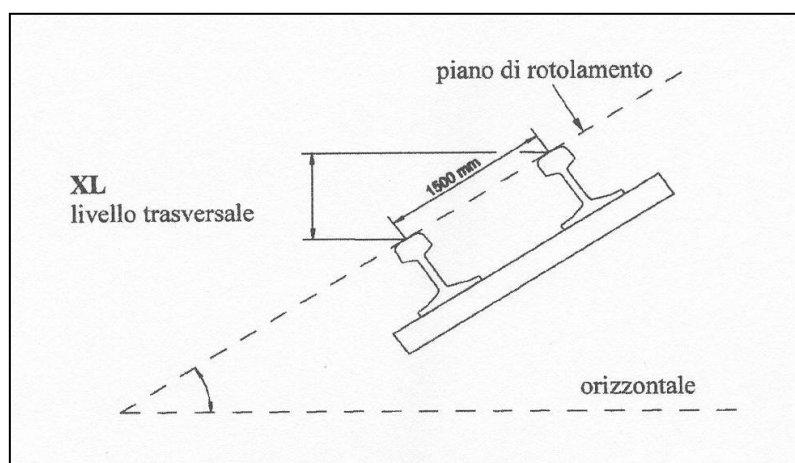 piano di rotolamento
1500 mm
XL
livello trasversale
orizzontale